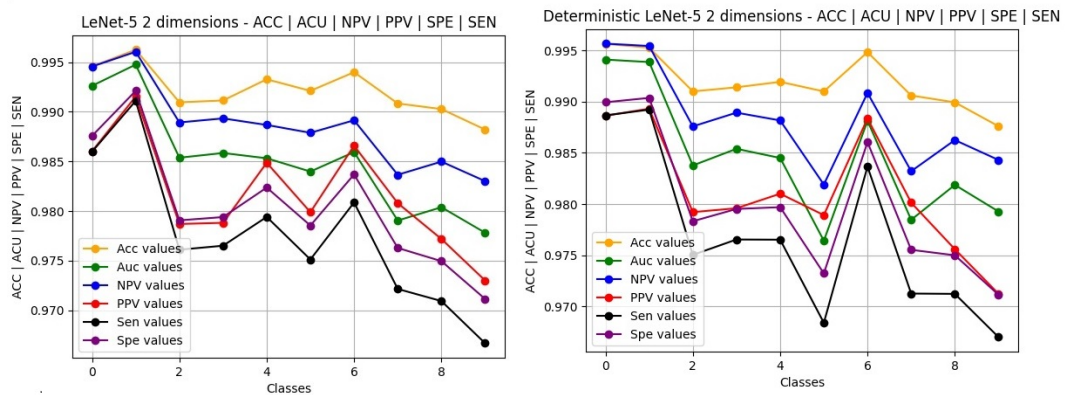 LeNet-5 2 dimensions - ACC | ACU | NPV | PPV | SPE | SEN
ACC | ACU | NPV | PPV | SPE | SEN
0.995
0.990
0.985
0.980
0.975
0.970
Acc values
Auc values
NPV values
PPV values
Sen values
Spe values
0 2 4 6 8
Classes
Deterministic LeNet-5 2 dimensions - ACC | ACU | NPV | PPV | SPE | SEN
ACC | ACU | NPV | PPV | SPE | SEN
0.995
0.990
0.985
0.980
0.975
0.970
Acc values
Auc values
NPV values
PPV values
Sen values
Spe values
0 2 4 6 8
Classes